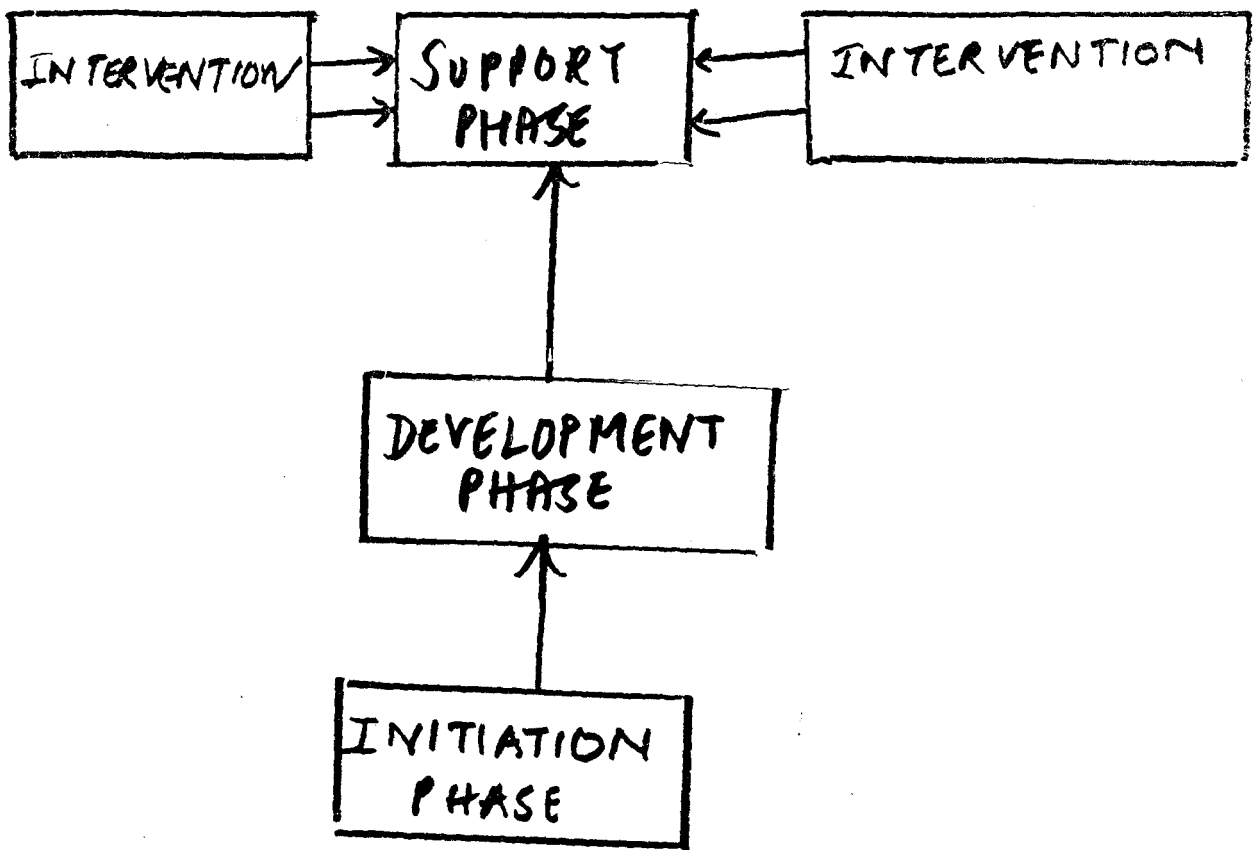 INTERVENTION
SUPPORT
PHASE
INTERVENTION
DEVELOPMENT
PHASE
INITIATION
PHASE